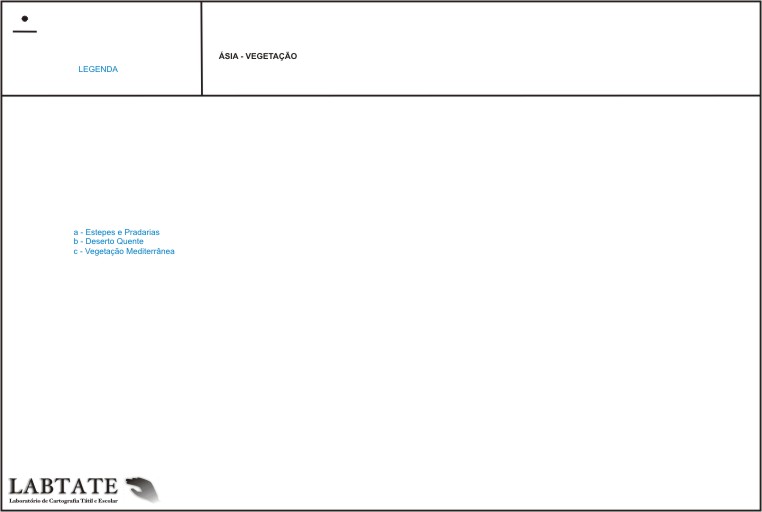 LEGENDA
ÁSIA - VEGETAÇÃO
a - Estepes e Pradarias
b - Deserto Quente
c - Vegetação Mediterrânea
LABTATE
Laboratório de Cartografia Tátil e Escolar